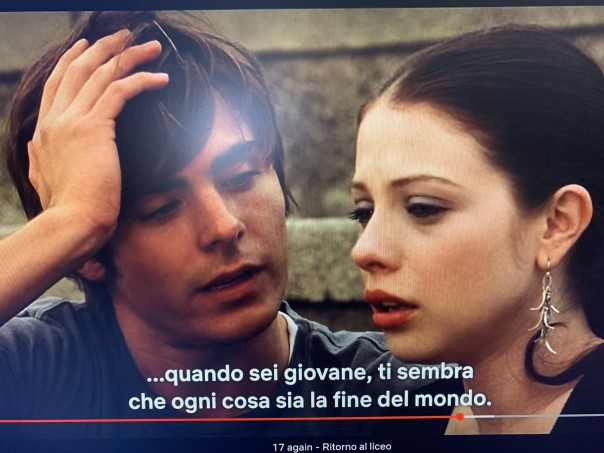 ...quando sei giovane, ti sembra
che ogni cosa sia la fine del mondo.
17 again - Ritorno al liceo